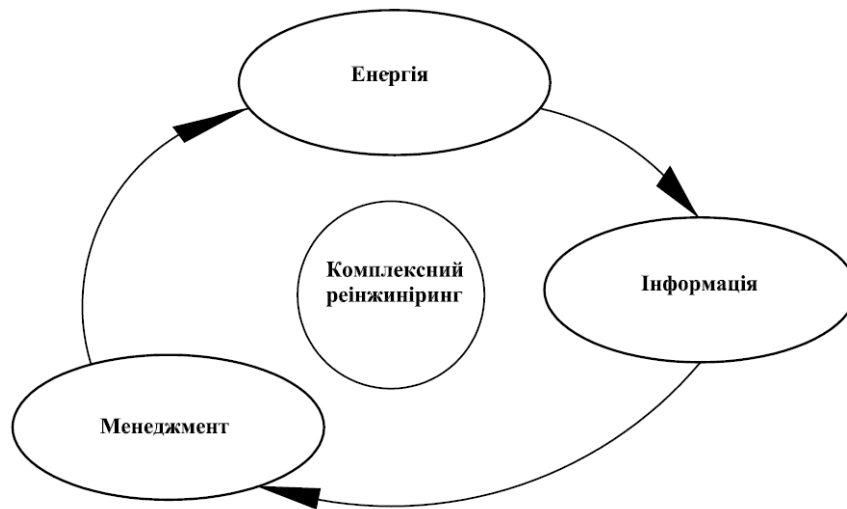 Енергія
Комплексний
реінжиніринг
Інформація
Менеджмент